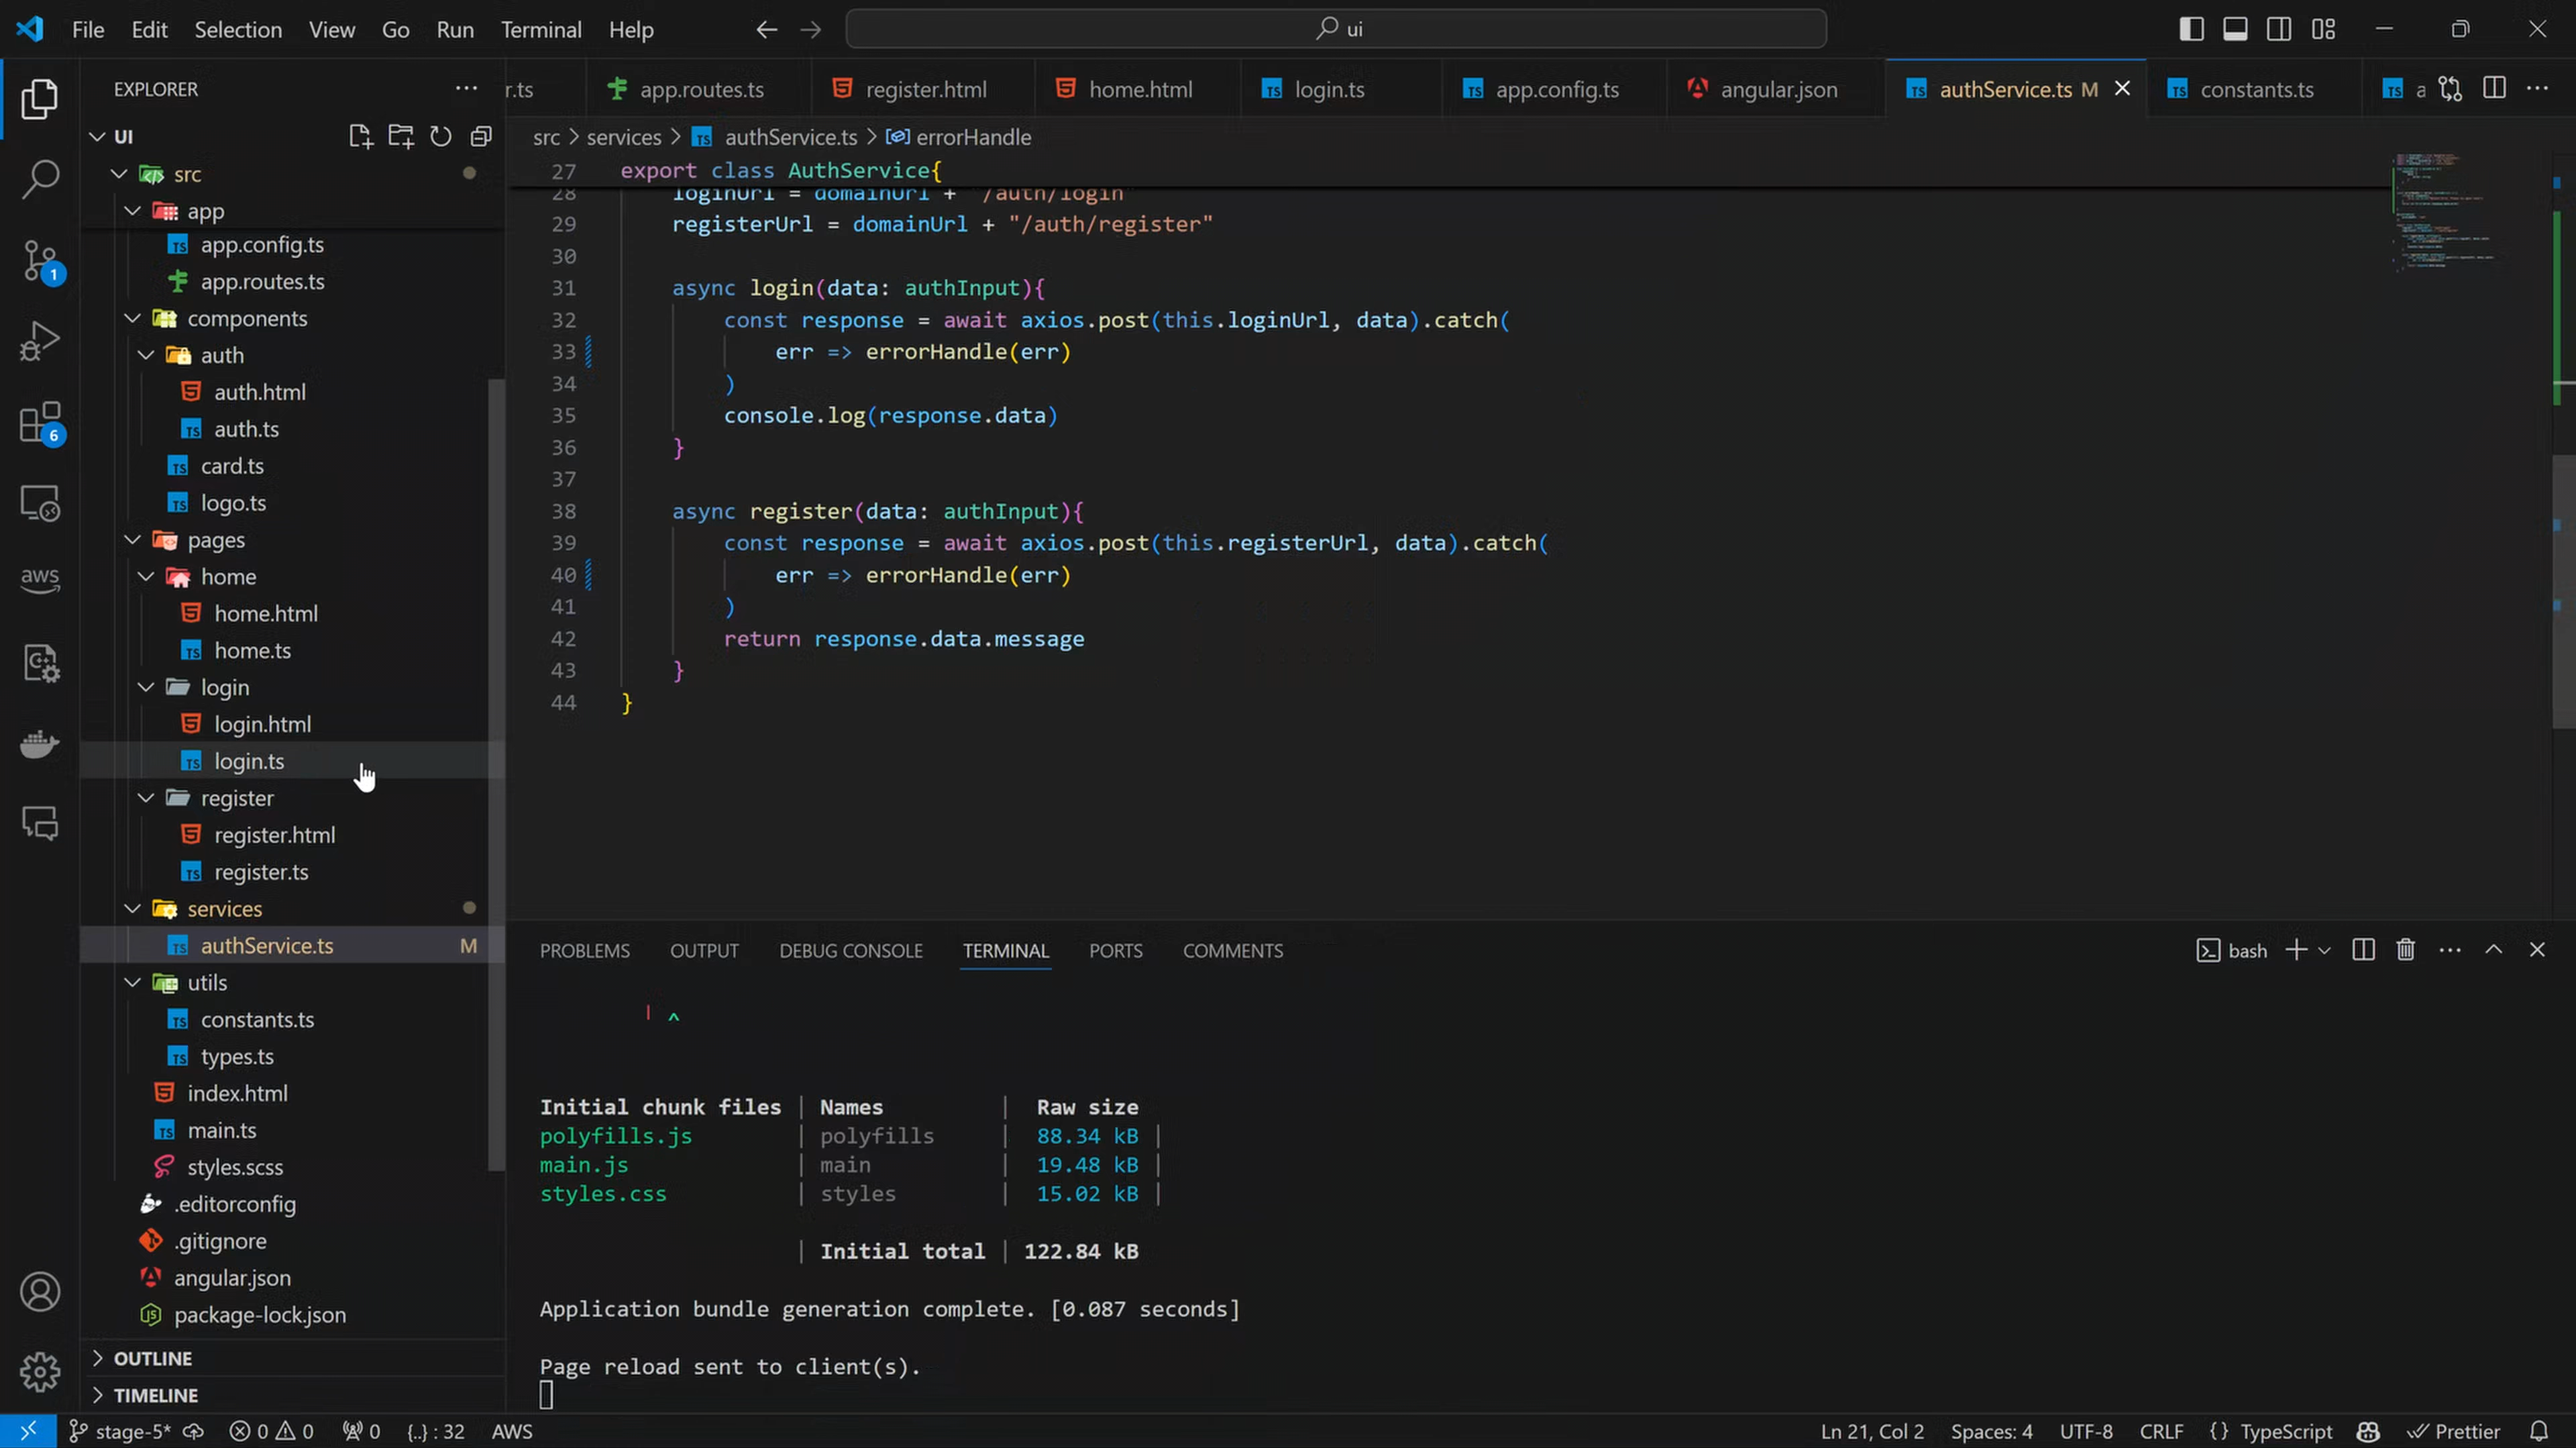 File Edit Selection View Go Run Terminal Help
ui
EXPLORER
r.ts app.routes.ts register.html home.html login.ts app.config.ts angular.json authService.ts M constants.ts a
UI
src > services > authService.ts > errorHandle
src
app
app.config.ts
app.routes.ts
components
auth
auth.html
auth.ts
card.ts
logo.ts
pages
home
home.html
home.ts
login
login.html
login.ts
register
register.html
register.ts
services
authService.ts M
utils
constants.ts
types.ts
index.html
main.ts
styles.scss
.editorconfig
.gitignore
angular.json
package-lock.json
OUTLINE
TIMELINE
1
6
aws
27 export class AuthService{
28 loginUrl = domainUrl + "/auth/login"
29 registerUrl = domainUrl + "/auth/register"
30
31 async login(data: authInput){
32 const response = await axios.post(this.loginUrl, data).catch(
33 err => errorHandle(err)
34 )
35 console.log(response.data)
36 }
37
38 async register(data: authInput){
39 const response = await axios.post(this.registerUrl, data).catch(
40 err => errorHandle(err)
41 )
42 return response.data.message
43 }
44 }
PROBLEMS OUTPUT DEBUG CONSOLE TERMINAL PORTS COMMENTS
bash
| ^
Initial chunk files | Names | Raw size
polyfills.js | polyfills | 88.34 kB |
main.js | main | 19.48 kB |
styles.css | styles | 15.02 kB |
| Initial total | 122.84 kB
Application bundle generation complete. [0.087 seconds]
Page reload sent to client(s).
stage-5* 0 0 0 {..} : 32 AWS
Ln 21, Col 2 Spaces: 4 UTF-8 CRLF {} TypeScript Prettier